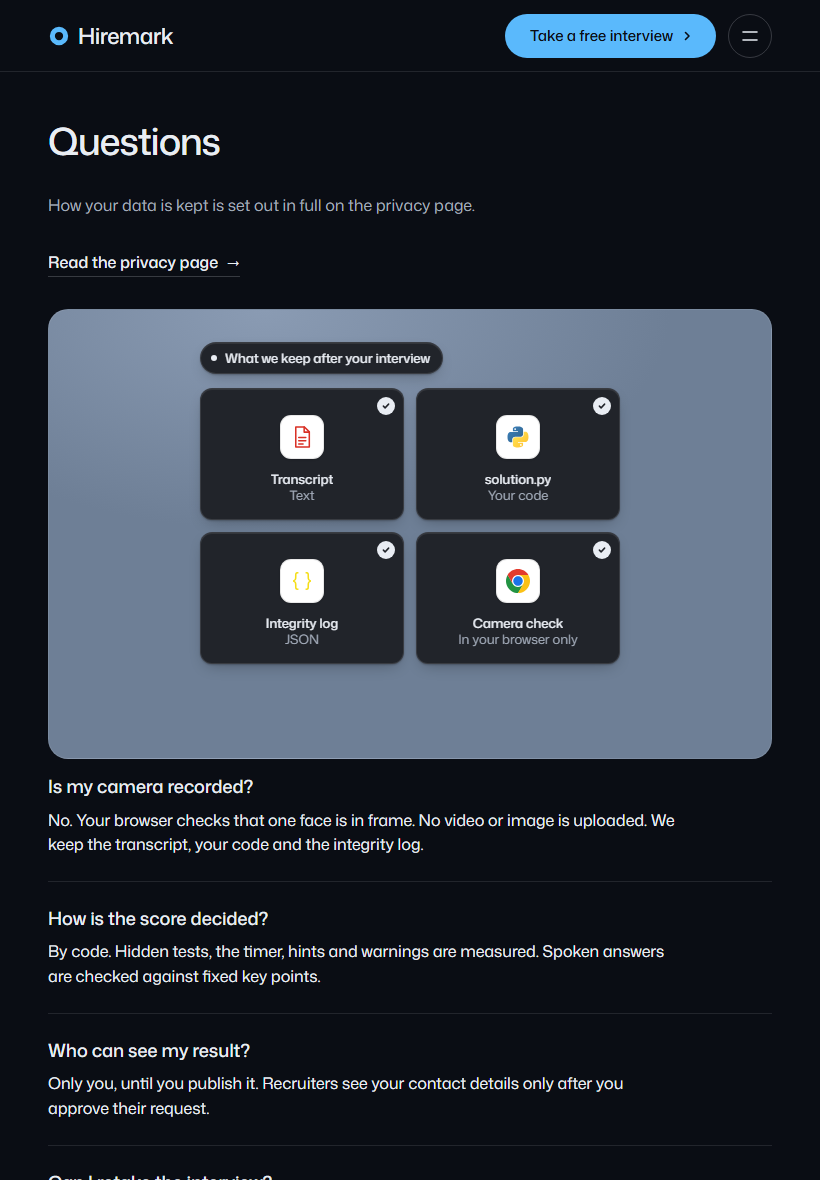 Hiremark
Take a free interview
Questions
How your data is kept is set out in full on the privacy page.
Read the privacy page →
What we keep after your interview
Transcript
Text
solution.py
Your code
{ }
Integrity log
JSON
Camera check
In your browser only
Is my camera recorded?
No. Your browser checks that one face is in frame. No video or image is uploaded. We
keep the transcript, your code and the integrity log.
How is the score decided?
By code. Hidden tests, the timer, hints and warnings are measured. Spoken answers
are checked against fixed key points.
Who can see my result?
Only you, until you publish it. Recruiters see your contact details only after you
approve their request.
Can I retake the interview?